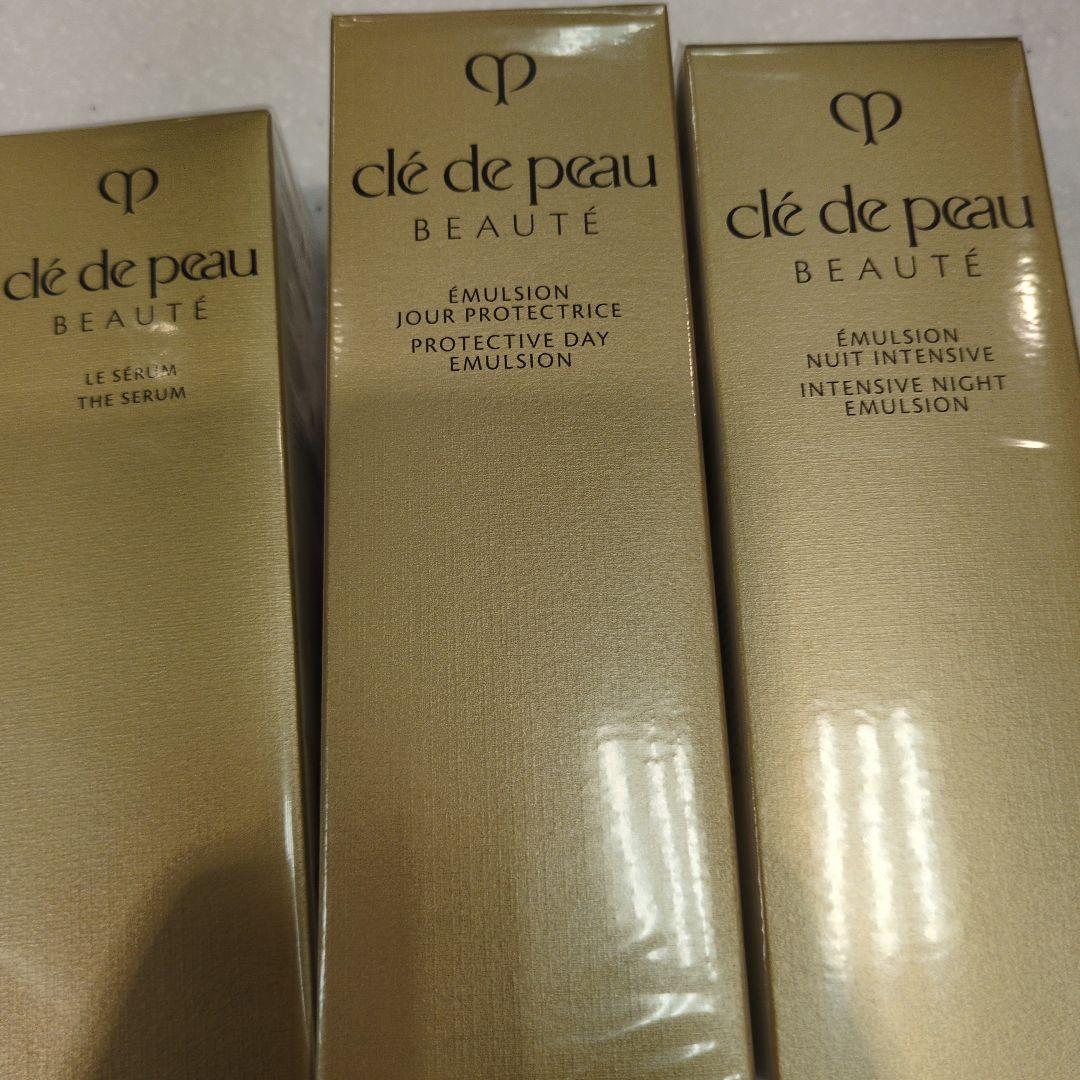 clé de peau
BEAUTÉ
LE SÉRUM
THE SERUM
clé de peau
BEAUTÉ
ÉMULSION
JOUR PROTECTRICE
PROTECTIVE DAY
EMULSION
clé de peau
BEAUTÉ
ÉMULSION
NUIT INTENSIVE
INTENSIVE NIGHT
EMULSION